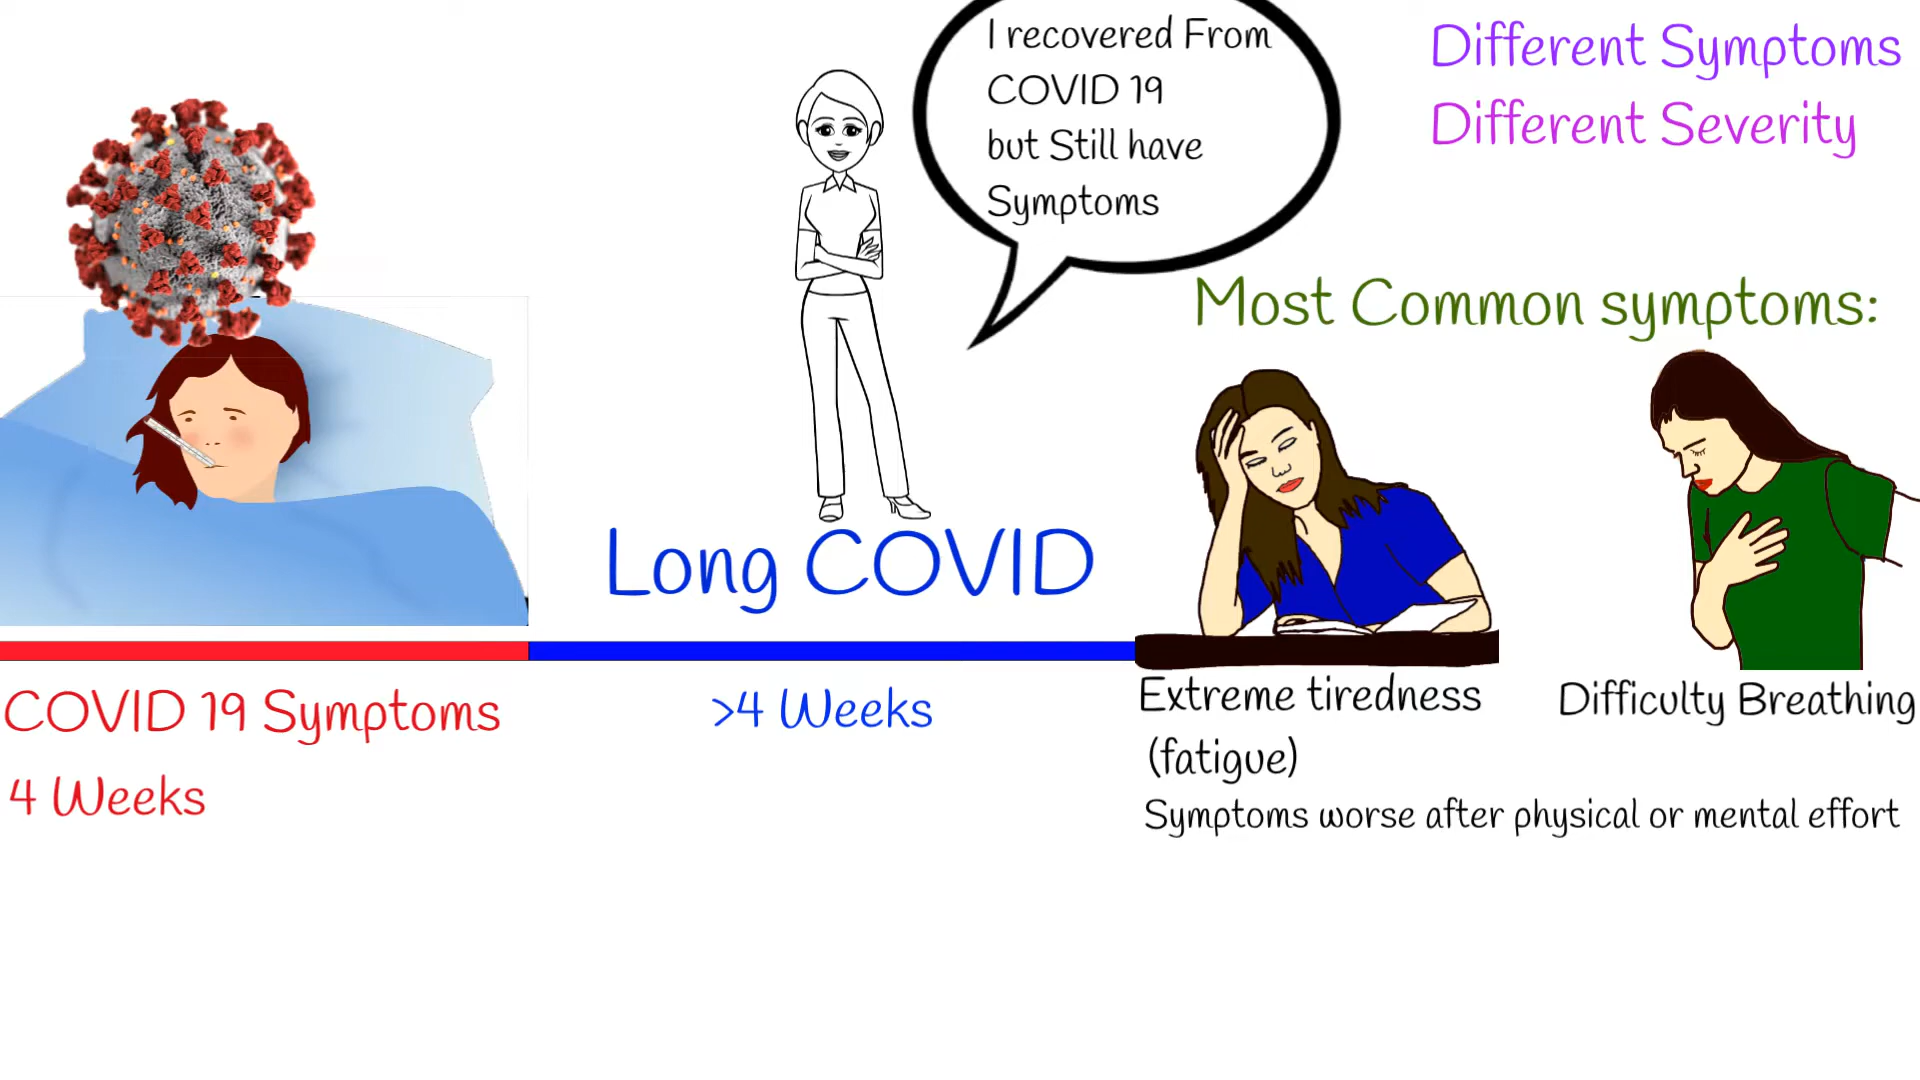 I recovered From
COVID 19
but Still have
Symptoms
Different Symptoms
Different Severity
Most Common symptoms:
Long COVID
COVID 19 Symptoms
4 Weeks
>4 Weeks
Extreme tiredness
(fatigue)
Difficulty Breathing
Symptoms worse after physical or mental effort